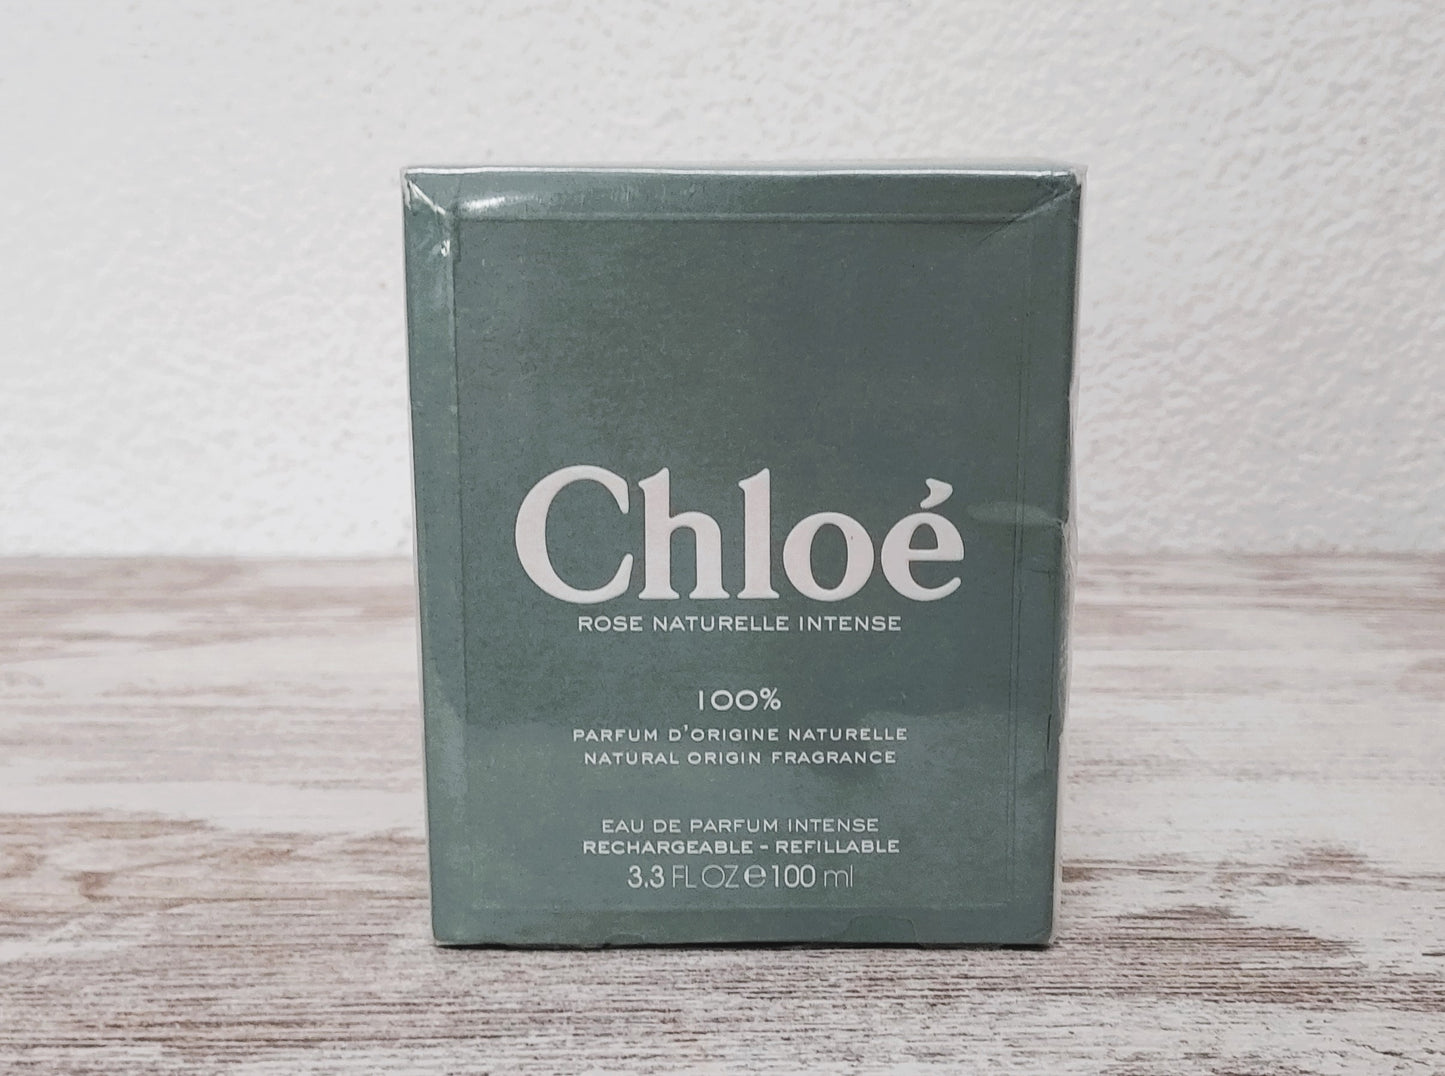 Chloé
ROSE NATURELLE INTENSE
100%
PARFUM D'ORIGINE NATURELLE
NATURAL ORIGIN FRAGRANCE
EAU DE PARFUM INTENSE
RECHARGEABLE - REFILLABLE
3.3 FL OZ ℮ 100 ml